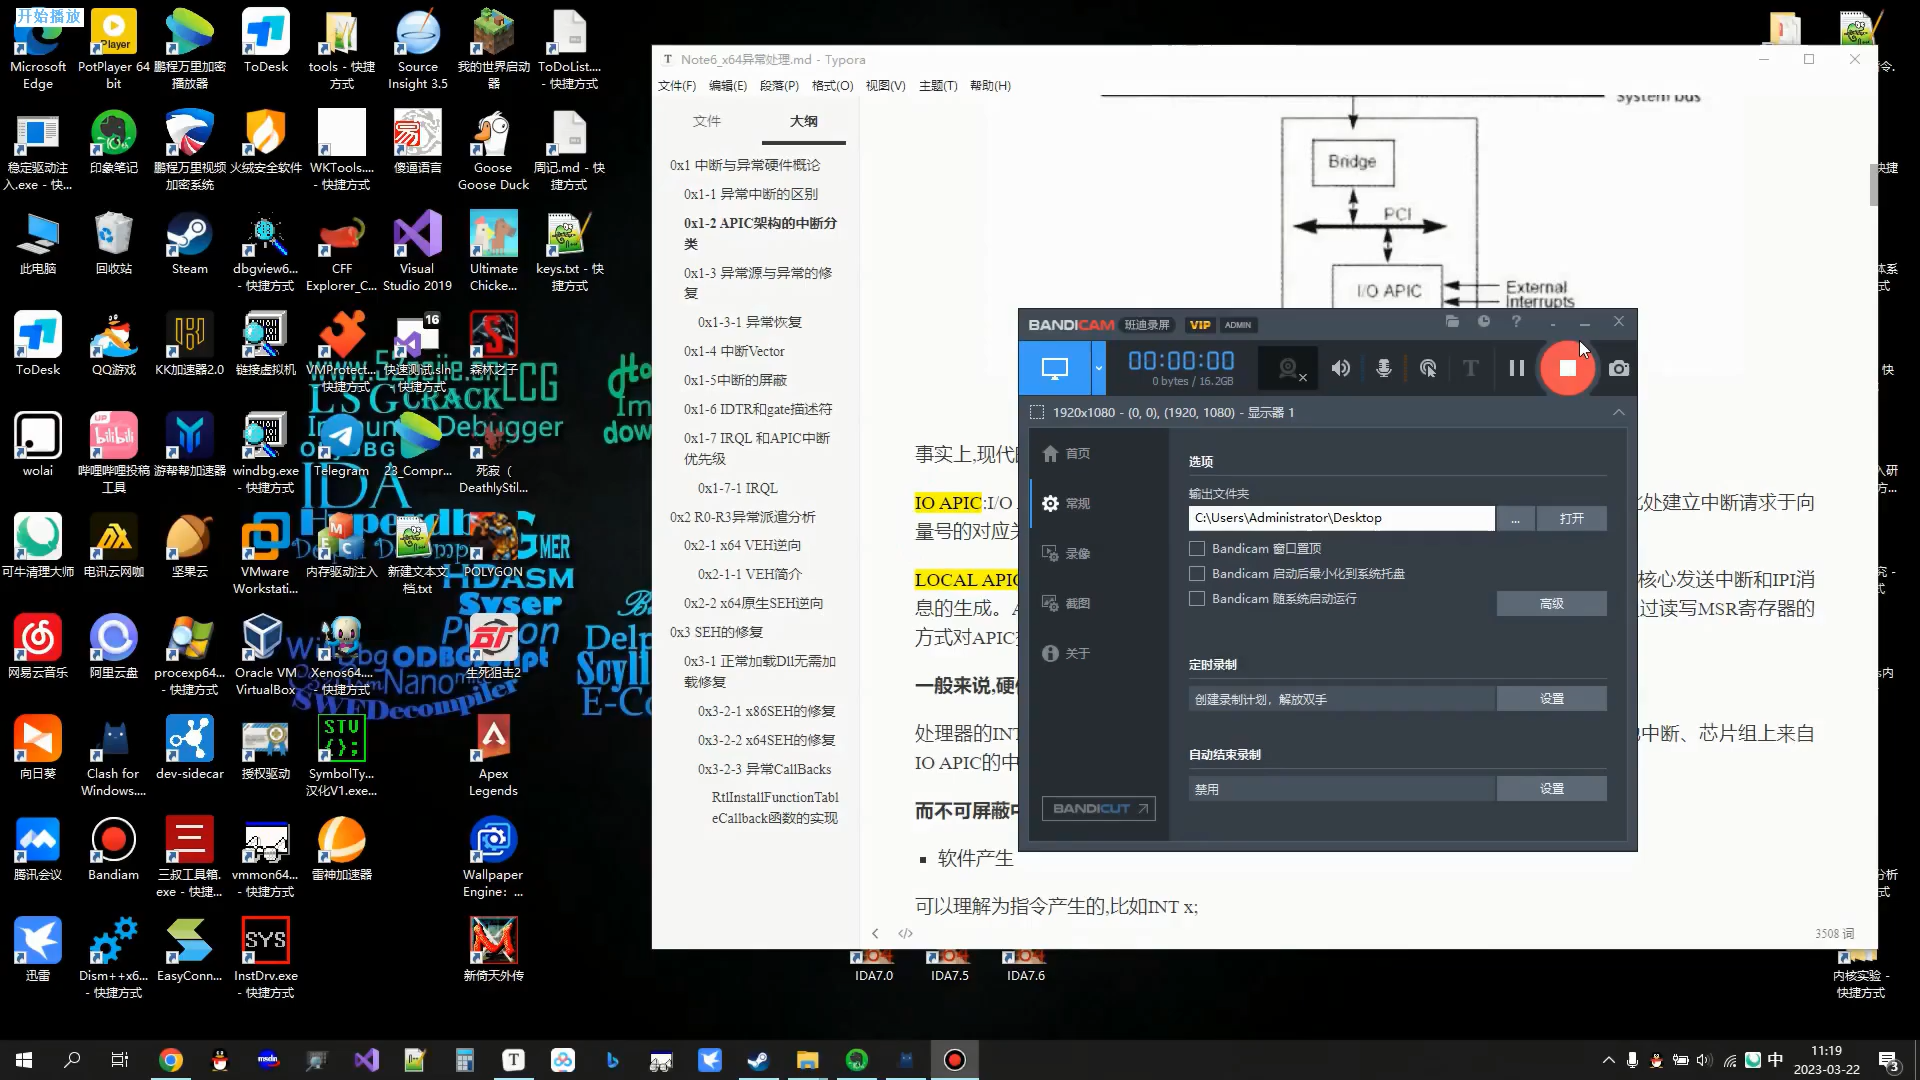 开始播放
Microsoft Edge
PotPlayer 64 bit
鹏程万里加密播放器
ToDesk
tools - 快捷方式
Source Insight 3.5
我的世界启动器
ToDoList.... - 快捷方式
稳定驱动注入.exe - 快...
印象笔记
鹏程万里视频加密系统
火绒安全软件
WKTools.... - 快捷方式
傻逼语言
Goose Goose Duck
周记.md - 快捷方式
此电脑
回收站
Steam
dbgview6... - 快捷方式
CFF Explorer_C...
Visual Studio 2019
Ultimate Chicke...
keys.txt - 快捷方式
ToDesk
QQ游戏
KK加速器2.0
链接虚拟机
VMProtect... - 快捷方式
快速测试.sln - 快捷方式
森林之子
wolai
哔哩哔哩投稿工具
游帮帮加速器
windbg.exe - 快捷方式
Telegram
23_Compr...
死寂（DeathlyStil...
可牛清理大师
电讯云网咖
坚果云
VMware Workstati...
内存驱动注入
新建文本文档.txt
POLYGON
网易云音乐
阿里云盘
procexp64... - 快捷方式
Oracle VM VirtualBox
Xenos64.... - 快捷方式
生死狙击2
向日葵
Clash for Windows....
dev-sidecar
授权驱动
SymbolTy... 汉化V1.exe...
Apex Legends
腾讯会议
Bandiam
三叔工具箱.exe - 快捷...
vmmon64... - 快捷方式
雷神加速器
Wallpaper Engine：...
迅雷
Dism++x6... - 快捷方式
EasyConn...
InstDrv.exe - 快捷方式
新倚天外传
IDA7.0
IDA7.5
IDA7.6
内核实验 - 快捷方式
Note6_x64异常处理.md - Typora
文件(F) 编辑(E) 段落(P) 格式(O) 视图(V) 主题(T) 帮助(H)
文件 大纲
0x1 中断与异常硬件概论
0x1-1 异常中断的区别
0x1-2 APIC架构的中断分类
0x1-3 异常源与异常的修复
0x1-3-1 异常恢复
0x1-4 中断Vector
0x1-5中断的屏蔽
0x1-6 IDTR和gate描述符
0x1-7 IRQL 和APIC中断优先级
0x1-7-1 IRQL
0x2 R0-R3异常派遣分析
0x2-1 x64 VEH逆向
0x2-1-1 VEH简介
0x2-2 x64原生SEH逆向
0x3 SEH的修复
0x3-1 正常加载Dll无需加载修复
0x3-2-1 x86SEH的修复
0x3-2-2 x64SEH的修复
0x3-2-3 异常CallBacks
RtlInstallFunctionTableCallback函数的实现
System Bus
Bridge
PCI
I/O APIC
External Interrupts
事实上,现代
IO APIC:I/O
此处建立中断请求于向
量号的对应关
LOCAL APIC
核心发送中断和IPI消
息的生成。
过读写MSR寄存器的
方式对APIC
一般来说,硬
处理器的INT
中断、芯片组上来自
IO APIC的中
而不可屏蔽
软件产生
可以理解为指令产生的,比如INT x;
3508 词
BANDICAM 班迪录屏 VIP ADMIN
00:00:00
0 bytes / 16.2GB
1920x1080 - (0, 0), (1920, 1080) - 显示器 1
首页
常规
录像
截图
关于
BANDICUT
选项
输出文件夹
C:\Users\Administrator\Desktop
...
打开
Bandicam 窗口置顶
Bandicam 启动后最小化到系统托盘
Bandicam 随系统启动运行
高级
定时录制
创建录制计划，解放双手
设置
自动结束录制
禁用
设置
中
11:19
2023-03-22
3